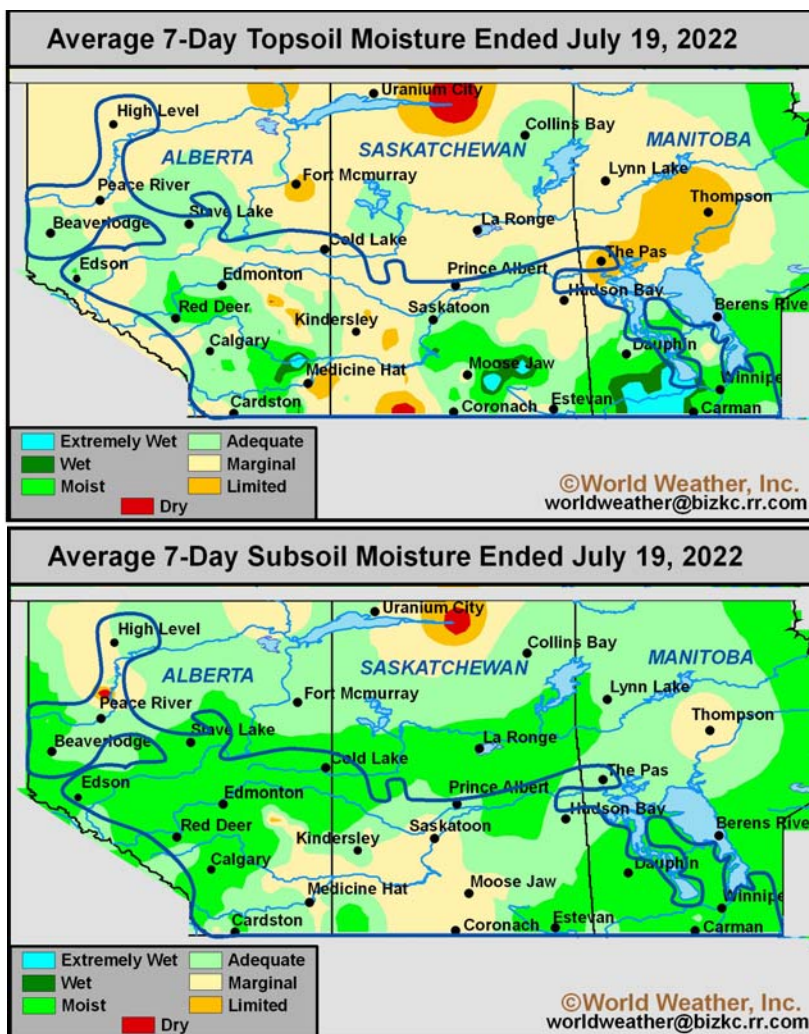 Average 7-Day Topsoil Moisture Ended July 19, 2022
Uranium City
High Level
Collins Bay
ALBERTA
SASKATCHEWAN
MANITOBA
Fort Mcmurray
Lynn Lake
Peace River
Thompson
Beaverlodge
Slave Lake
La Ronge
Cold Lake
The Pas
Edson
Edmonton
Prince Albert
Hudson Bay
Red Deer
Saskatoon
Berens Rive
Kindersley
Calgary
Dauphin
Medicine Hat
Moose Jaw
Winnipe
Cardston
Coronach
Estevan
Carman
Extremely Wet
Adequate
Wet
Marginal
Moist
Limited
Dry
©World Weather, Inc.
worldweather@bizkc.rr.com
Average 7-Day Subsoil Moisture Ended July 19, 2022
Uranium City
High Level
Collins Bay
ALBERTA
SASKATCHEWAN
MANITOBA
Fort Mcmurray
Lynn Lake
Peace River
Thompson
Beaverlodge
Slave Lake
La Ronge
Cold Lake
The Pas
Edson
Edmonton
Prince Albert
Hudson Bay
Red Deer
Saskatoon
Berens Rive
Kindersley
Calgary
Dauphin
Medicine Hat
Moose Jaw
Winnipe
Cardston
Coronach
Estevan
Carman
Extremely Wet
Adequate
Wet
Marginal
Moist
Limited
Dry
©World Weather, Inc.
worldweather@bizkc.rr.com